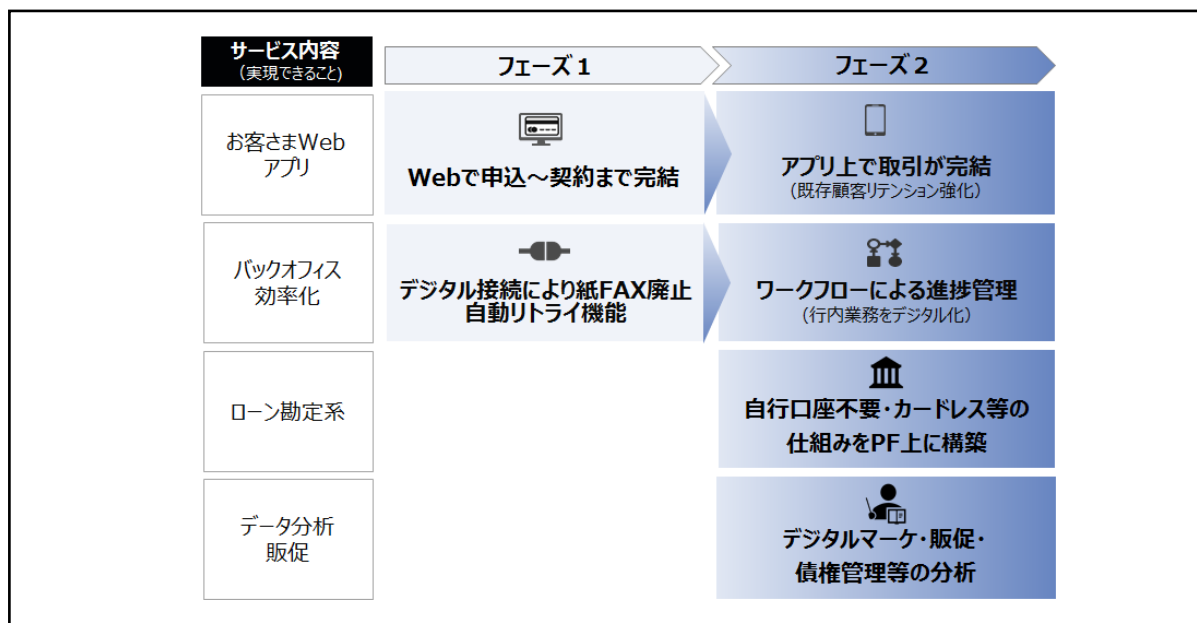 サービス内容
（実現できること)
フェーズ１
フェーズ２
お客さまWeb
アプリ
Webで申込～契約まで完結
アプリ上で取引が完結
（既存顧客リテンション強化）
バックオフィス
効率化
デジタル接続により紙FAX廃止
自動リトライ機能
ワークフローによる進捗管理
（行内業務をデジタル化）
ローン勘定系
自行口座不要・カードレス等の
仕組みをPF上に構築
データ分析
販促
デジタルマーケ・販促・
債権管理等の分析